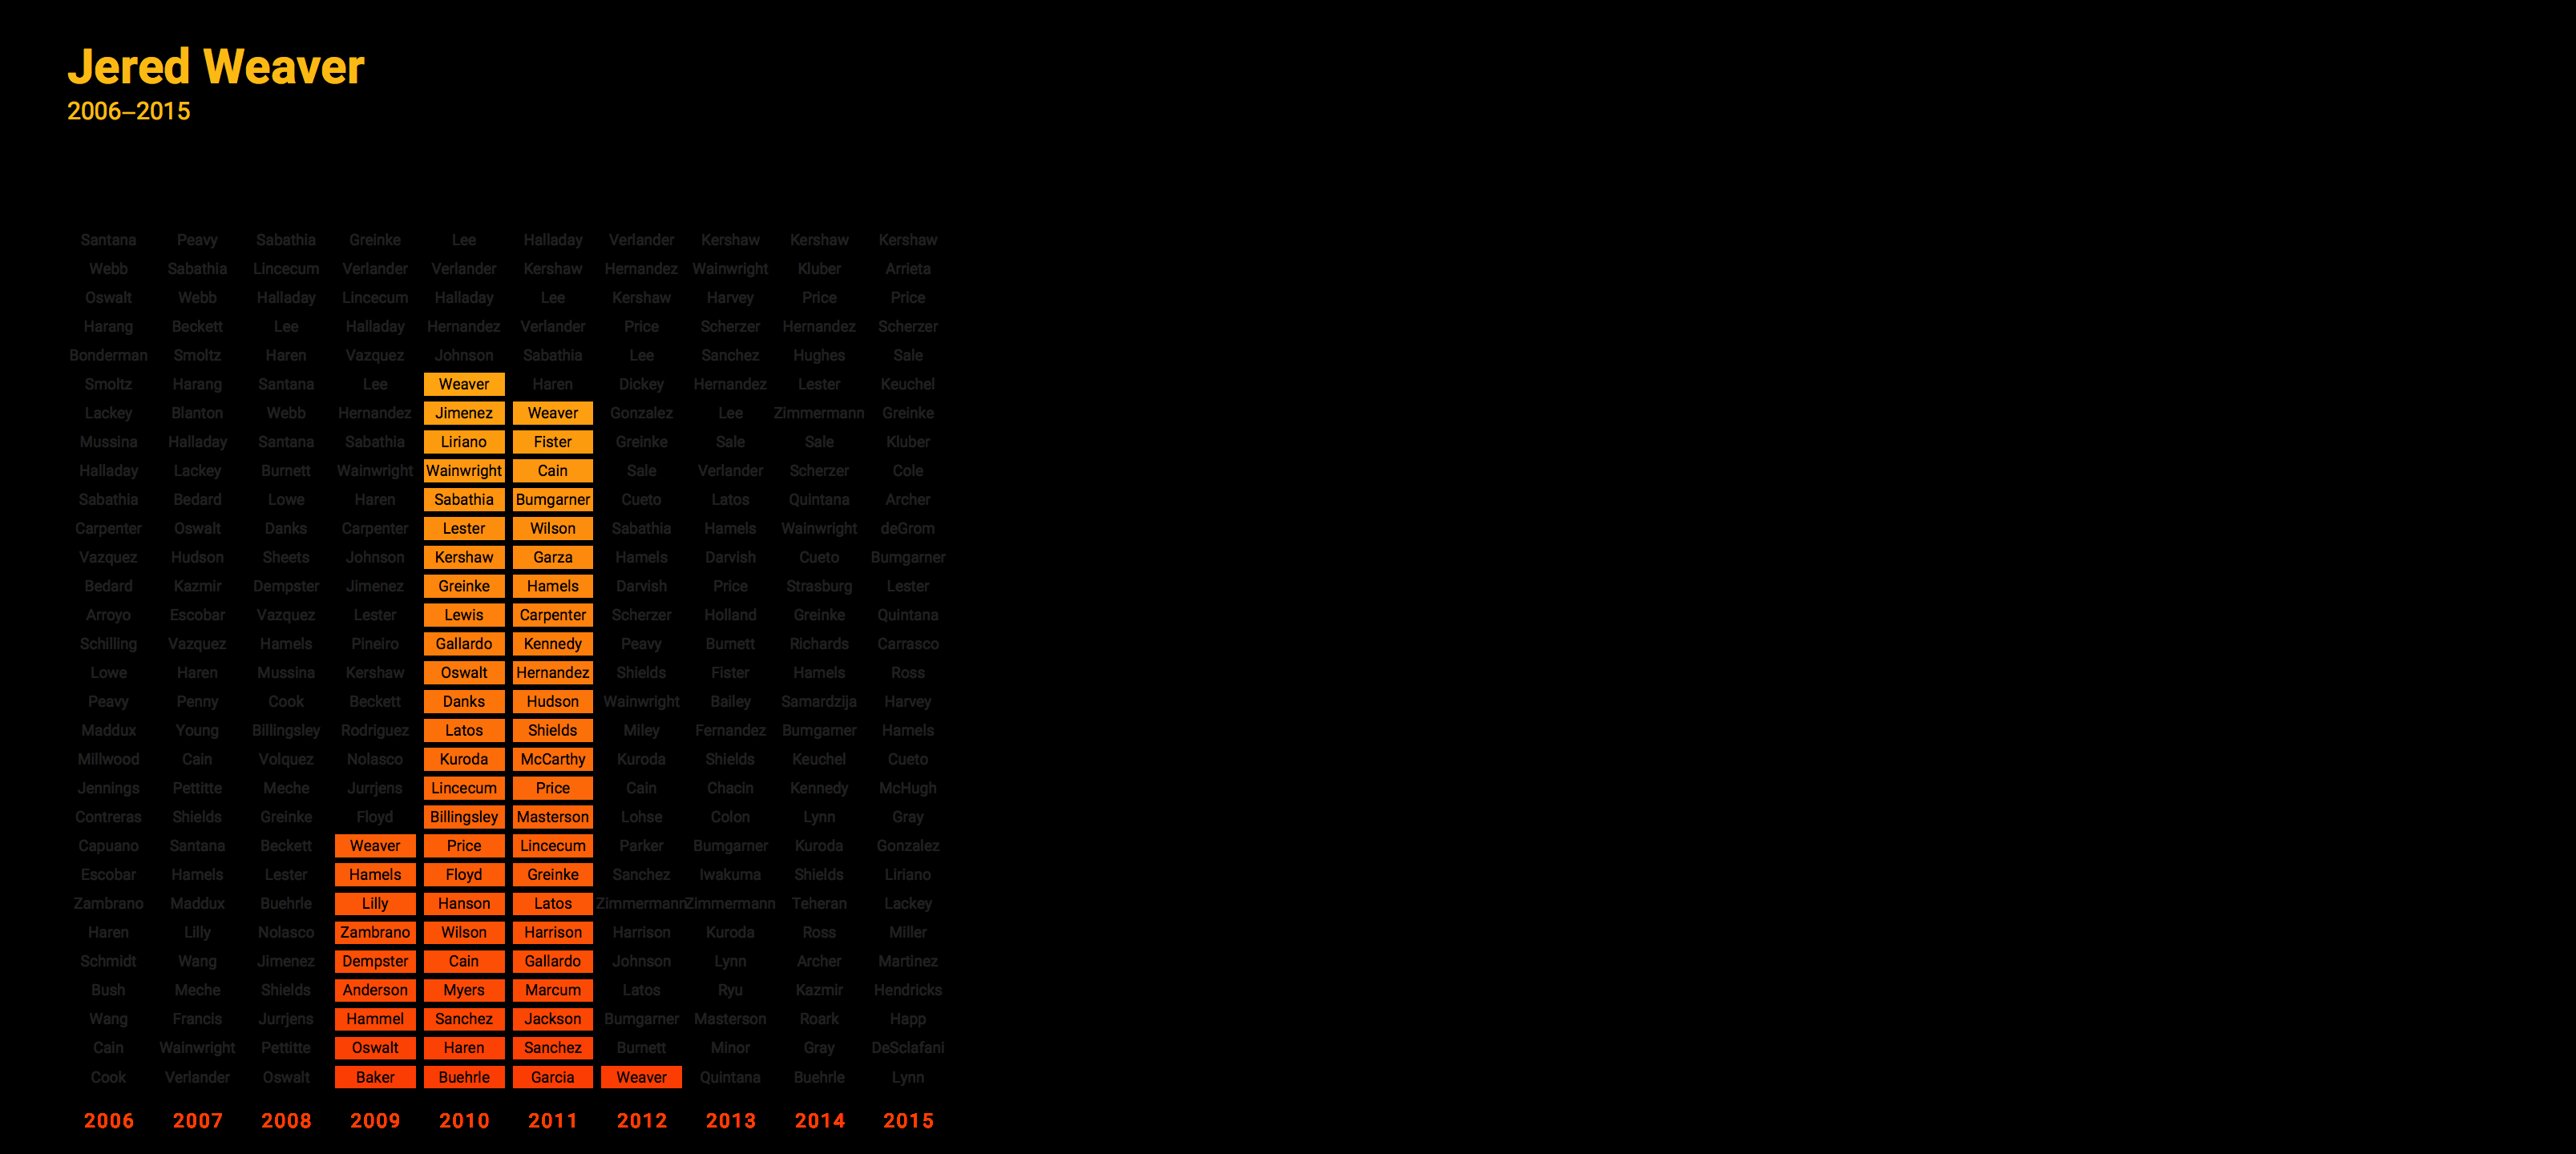 Jered Weaver
2006–2015
Santana Peavy Sabathia Greinke Lee Halladay Verlander Kershaw Kershaw Kershaw
Webb Sabathia Lincecum Verlander Verlander Kershaw Hernandez Wainwright Kluber Arrieta
Oswalt Webb Halladay Lincecum Halladay Lee Kershaw Harvey Price Price
Harang Beckett Lee Halladay Hernandez Verlander Price Scherzer Hernandez Scherzer
Bonderman Smoltz Haren Vazquez Johnson Sabathia Lee Sanchez Hughes Sale
Smoltz Harang Santana Lee Weaver Haren Dickey Hernandez Lester Keuchel
Lackey Blanton Webb Hernandez Jimenez Weaver Gonzalez Lee Zimmermann Greinke
Mussina Halladay Santana Sabathia Liriano Fister Greinke Sale Sale Kluber
Halladay Lackey Burnett Wainwright Wainwright Cain Sale Verlander Scherzer Cole
Sabathia Bedard Lowe Haren Sabathia Bumgarner Cueto Latos Quintana Archer
Carpenter Oswalt Danks Carpenter Lester Wilson Sabathia Hamels Wainwright deGrom
Vazquez Hudson Sheets Johnson Kershaw Garza Hamels Darvish Cueto Bumgarner
Bedard Kazmir Dempster Jimenez Greinke Hamels Darvish Price Strasburg Lester
Arroyo Escobar Vazquez Lester Lewis Carpenter Scherzer Holland Greinke Quintana
Schilling Vazquez Hamels Pineiro Gallardo Kennedy Peavy Burnett Richards Carrasco
Lowe Haren Mussina Kershaw Oswalt Hernandez Shields Fister Hamels Ross
Peavy Penny Cook Beckett Danks Hudson Wainwright Bailey Samardzija Harvey
Maddux Young Billingsley Rodriguez Latos Shields Miley Fernandez Bumgarner Hamels
Millwood Cain Volquez Nolasco Kuroda McCarthy Kuroda Shields Keuchel Cueto
Jennings Pettitte Meche Jurrjens Lincecum Price Cain Chacin Kennedy McHugh
Contreras Shields Greinke Floyd Billingsley Masterson Lohse Colon Lynn Gray
Capuano Santana Beckett Weaver Price Lincecum Parker Bumgarner Kuroda Gonzalez
Escobar Hamels Lester Hamels Floyd Greinke Sanchez Iwakuma Shields Liriano
Zambrano Maddux Buehrle Lilly Hanson Latos Zimmermann Zimmermann Teheran Lackey
Haren Lilly Nolasco Zambrano Wilson Harrison Harrison Kuroda Ross Miller
Schmidt Wang Jimenez Dempster Cain Gallardo Johnson Lynn Archer Martinez
Bush Meche Shields Anderson Myers Marcum Latos Ryu Kazmir Hendricks
Wang Francis Jurrjens Hammel Sanchez Jackson Bumgarner Masterson Roark Happ
Cain Wainwright Pettitte Oswalt Haren Sanchez Burnett Minor Gray DeSclafani
Cook Verlander Oswalt Baker Buehrle Garcia Weaver Quintana Buehrle Lynn
2006 2007 2008 2009 2010 2011 2012 2013 2014 2015